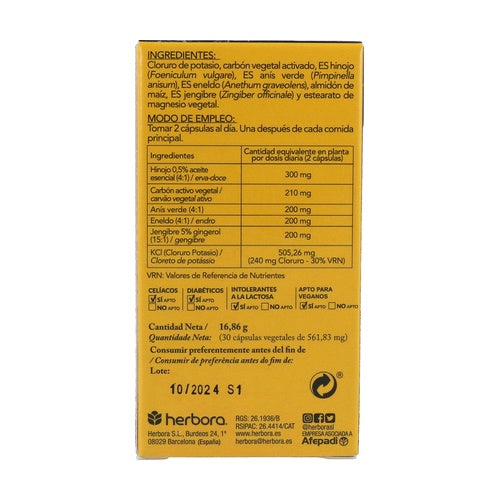 INGREDIENTES:
Cloruro de potasio, carbón vegetal activado, ES hinojo
(Foeniculum vulgare), ES anís verde (Pimpinella
anisum), ES eneldo (Anethum graveolens), almidón de
maíz, ES jengibre (Zingiber officinale) y estearato de
magnesio vegetal.
MODO DE EMPLEO:
Tomar 2 cápsulas al día. Una después de cada comida
principal.
Ingredientes
Cantidad equivalente en planta
por dosis diaria (2 cápsulas)
Hinojo 0,5% aceite
esencial (4:1) / erva-doce
300 mg
Carbón activo vegetal /
carvão vegetal ativo
210 mg
Anís verde (4:1)
200 mg
Eneldo (4:1) / endro
200 mg
Jengibre 5% gingerol
(15:1) / gengibre
200 mg
KCl (Cloruro Potasio) /
Cloreto de potássio
505,26 mg
(240 mg Cloruro - 30% VRN)
VRN: Valores de Referencia de Nutrientes
CELÍACOS
SÍ APTO
NO APTO
DIABÉTICOS
SÍ APTO
NO APTO
INTOLERANTES
A LA LACTOSA
SÍ APTO
NO APTO
APTO PARA
VEGANOS
SÍ APTO
NO APTO
Cantidad Neta / 16,86 g
Quantidade Neta: (30 cápsulas vegetales de 561,83 mg)
Consumir preferentemente antes del fin de
/ Consumir de preferência antes do fim de:
Lote:
10/2024 S1
herbora
Herbora S.L., Burdeos 24, 1ª
08029 Barcelona (España)
RGS: 26.1936/B
RSIPAC: 26.4414/CAT
www.herbora.es
herbora@herbora.es
@herborasl
EMPRESA ASOCIADA A
Afepadi